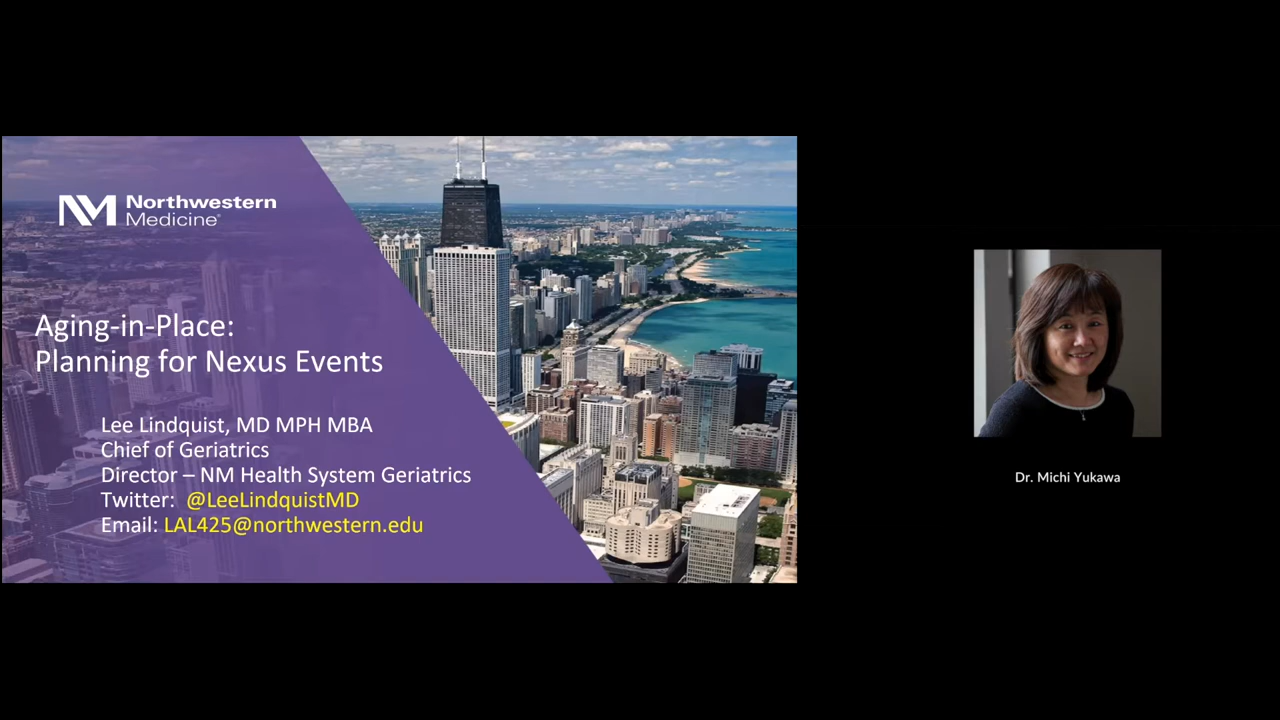 Northwestern
Medicine®
Aging-in-Place:
Planning for Nexus Events
Lee Lindquist, MD MPH MBA
Chief of Geriatrics
Director – NM Health System Geriatrics
Twitter: @LeeLindquistMD
Email: LAL425@northwestern.edu
Dr. Michi Yukawa